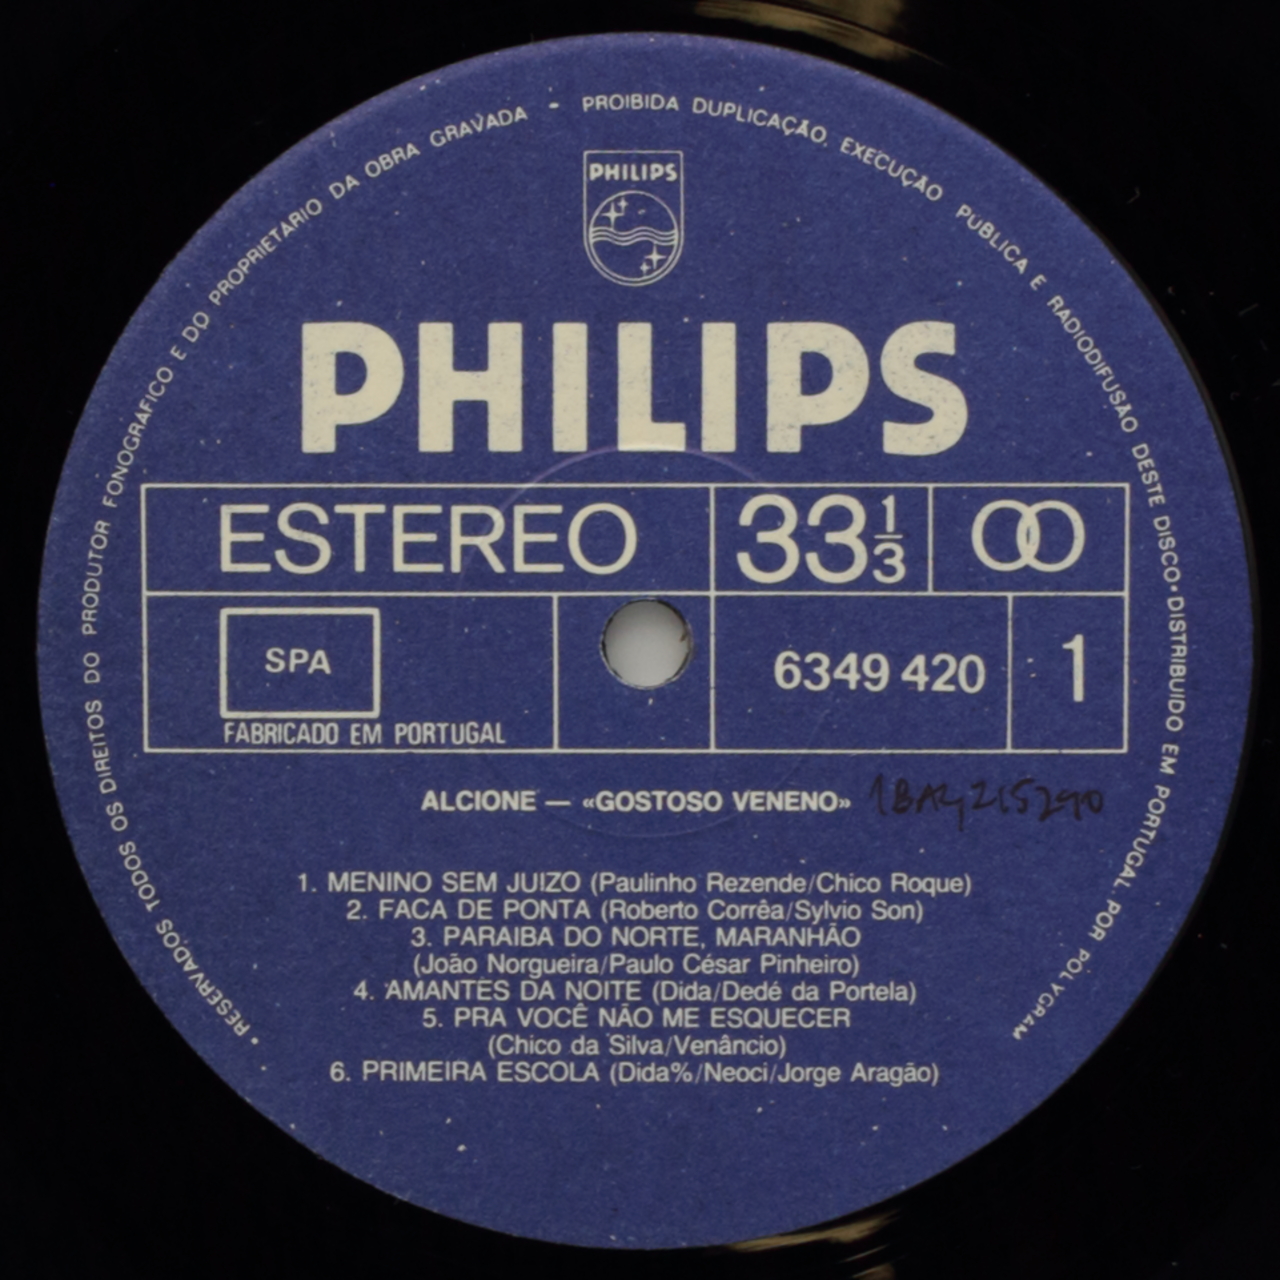 • RESERVADOS TODOS OS DIREITOS DO PRODUTOR FONOGRÁFICO E DO PROPRIETARIO DA OBRA GRAVADA - PROIBIDA DUPLICAÇÃO, EXECUÇÃO PÚBLICA E RADIODIFUSÃO DESTE DISCO • DISTRIBUIDO EM PORTUGAL POR POLYGRAM
PHILIPS
PHILIPS
ESTEREO 33 1/3
SPA 6349 420 1
FABRICADO EM PORTUGAL
ALCIONE — «GOSTOSO VENENO»
1. MENINO SEM JUIZO (Paulinho Rezende/Chico Roque)
2. FACA DE PONTA (Roberto Corrêa/Sylvio Son)
3. PARAIBA DO NORTE, MARANHÃO
(João Norgueira/Paulo César Pinheiro)
4. AMANTES DA NOITE (Dida/Dedé da Portela)
5. PRA VOCÊ NÃO ME ESQUECER
(Chico da Silva/Venâncio)
6. PRIMEIRA ESCOLA (Dida%/Neoci/Jorge Aragão)